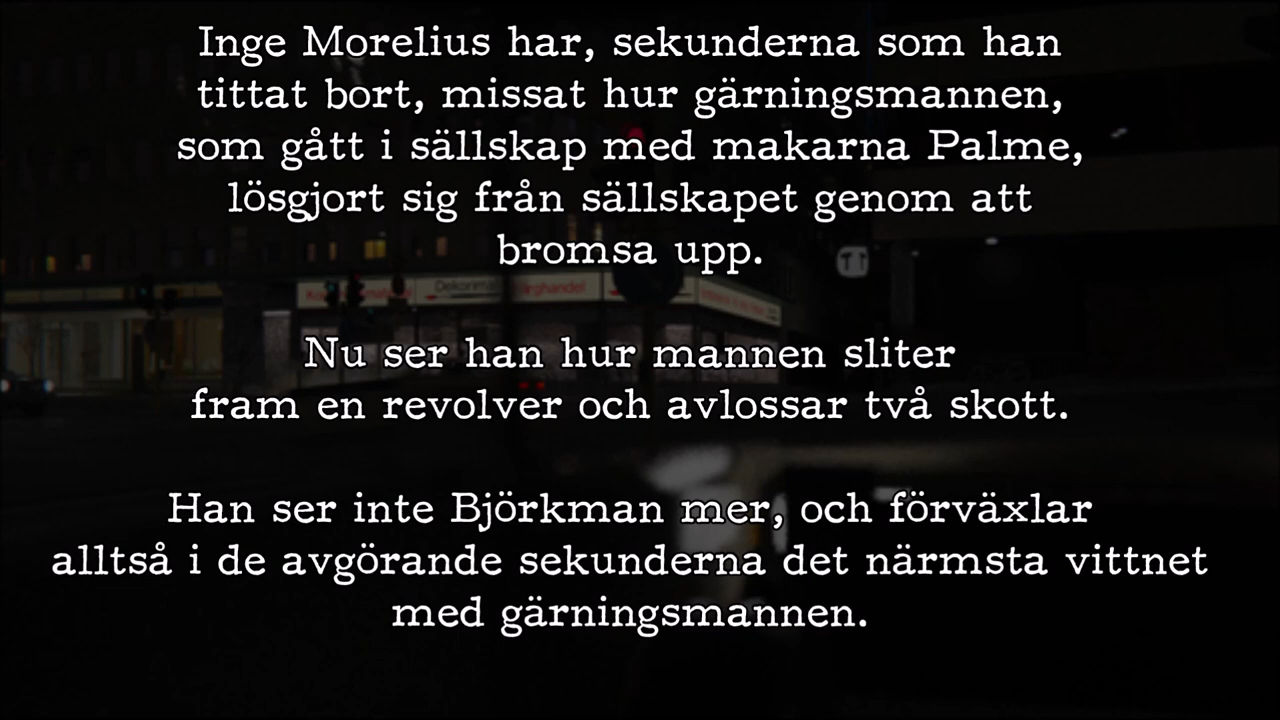 Inge Morelius har, sekunderna som han
tittat bort, missat hur gärningsmannen,
som gått i sällskap med makarna Palme,
lösgjort sig från sällskapet genom att
bromsa upp.
Nu ser han hur mannen sliter
fram en revolver och avlossar två skott.
Han ser inte Björkman mer, och förväxlar
alltså i de avgörande sekunderna det närmsta vittnet
med gärningsmannen.